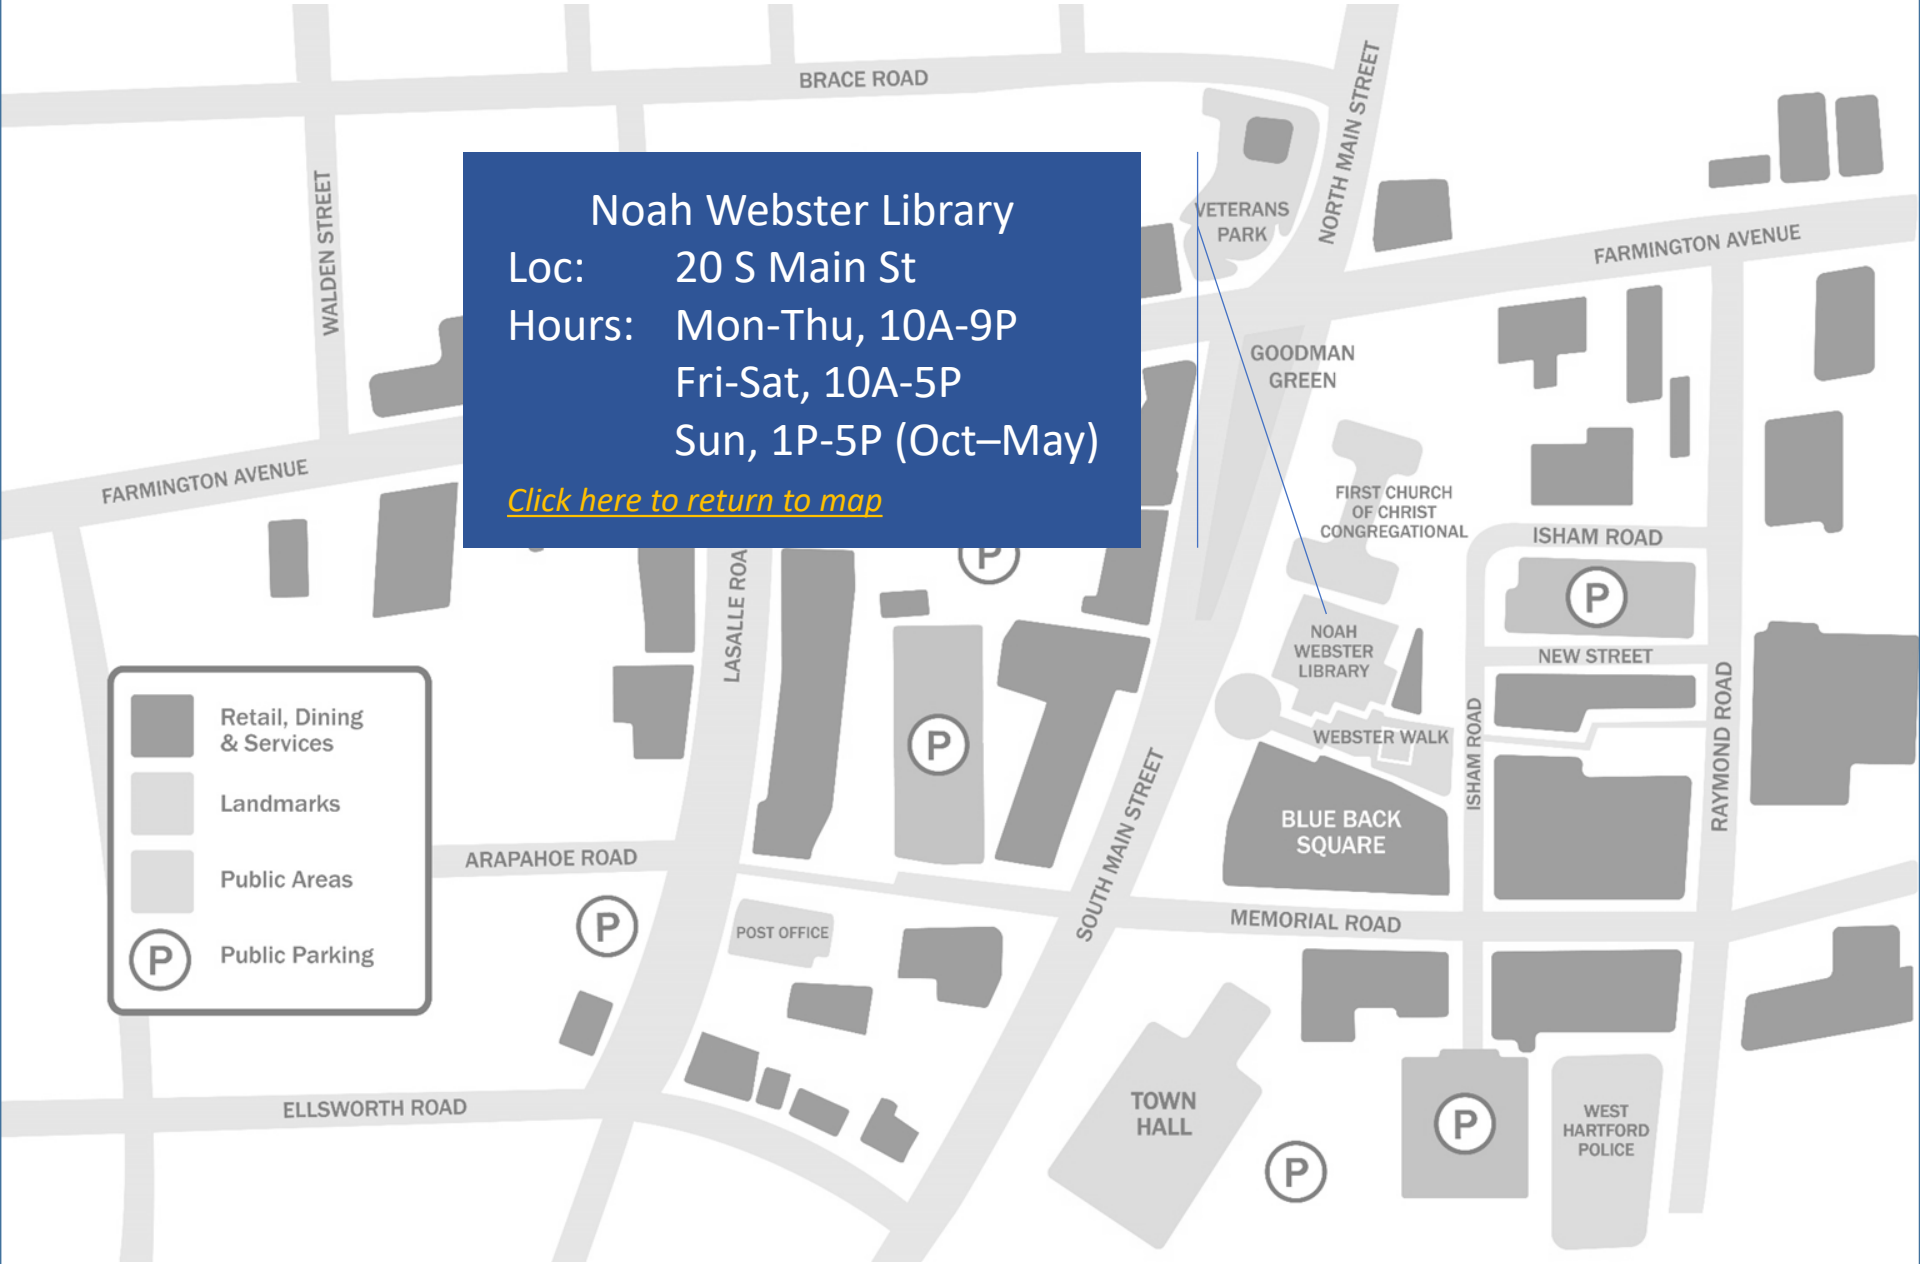 BRACE ROAD
NORTH MAIN STREET
WALDEN STREET
VETERANS
PARK
FARMINGTON AVENUE
Noah Webster Library
Loc: 20 S Main St
Hours: Mon-Thu, 10A-9P
Fri-Sat, 10A-5P
Sun, 1P-5P (Oct–May)
Click here to return to map
GOODMAN
GREEN
FARMINGTON AVENUE
FIRST CHURCH
OF CHRIST
CONGREGATIONAL
ISHAM ROAD
P
P
LASALLE ROA
NOAH
WEBSTER
LIBRARY
NEW STREET
RAYMOND ROAD
ISHAM ROAD
WEBSTER WALK
P
SOUTH MAIN STREET
BLUE BACK
SQUARE
Retail, Dining
& Services
Landmarks
Public Areas
P Public Parking
ARAPAHOE ROAD
P
POST OFFICE
MEMORIAL ROAD
ELLSWORTH ROAD
TOWN
HALL
P
P
WEST
HARTFORD
POLICE